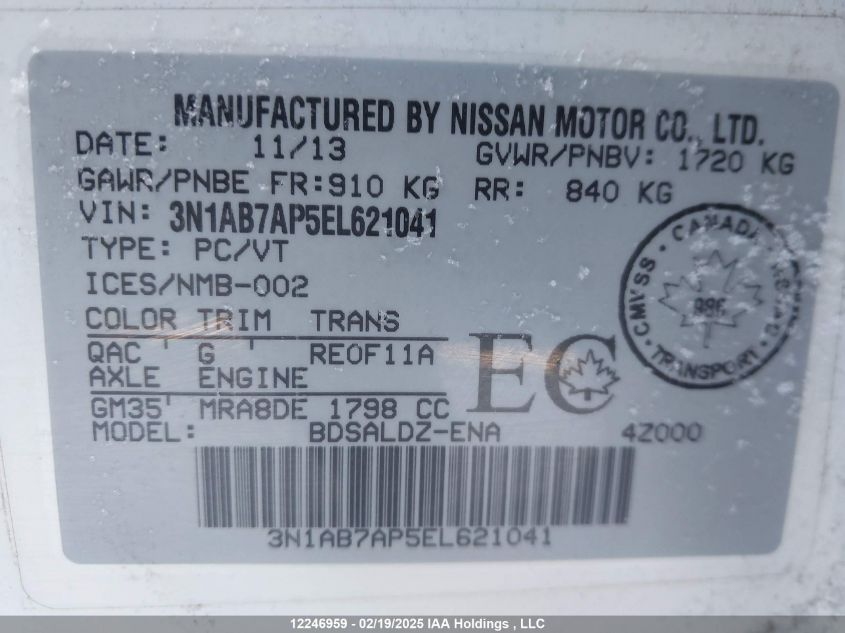 MANUFACTURED BY NISSAN MOTOR CO., LTD.
DATE: 11/13 GVWR/PNBV: 1720 KG
GAWR/PNBE FR:910 KG RR: 840 KG
VIN: 3N1AB7AP5EL621041
TYPE: PC/VT
ICES/NMB-002
COLOR TRIM TRANS
QAC ' G ' RE0F11A
AXLE ENGINE
GM35' MRA8DE 1798 CC
MODEL: BDSALDZ-ENA 4Z000
EC
CANADA
CMVSS
TRANSPORT
3N1AB7AP5EL621041
12246959 - 02/19/2025 IAA Holdings , LLC